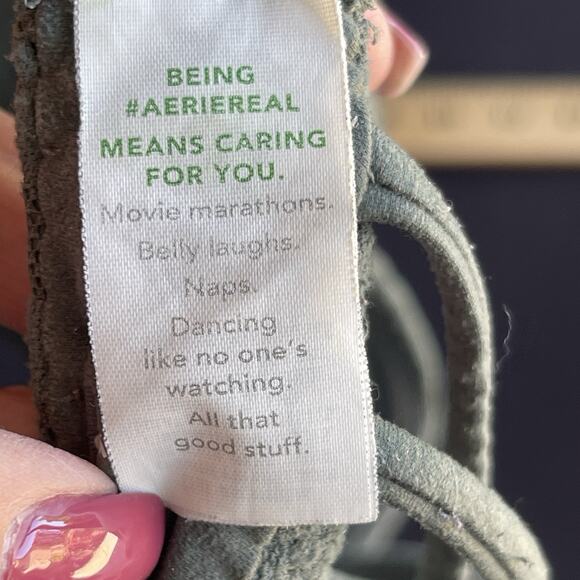 BEING
#AERIEREAL
MEANS CARING
FOR YOU.
Movie marathons.
Belly laughs.
Naps.
Dancing
like no one's
watching.
All that
good stuff.